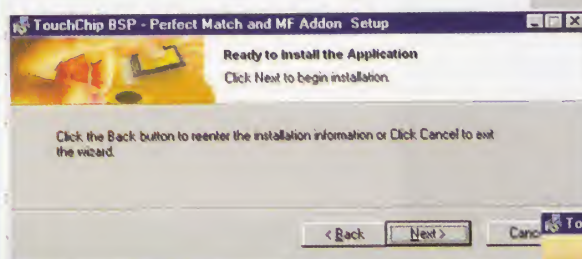 TouchChip BSP - Perfect Match and MF Addon Setup
Ready to Install the Application
Click Next to begin installation.
Click the Back button to reenter the installation information or Click Cancel to exit
the wizard.
< Back
Next >
Canc
To